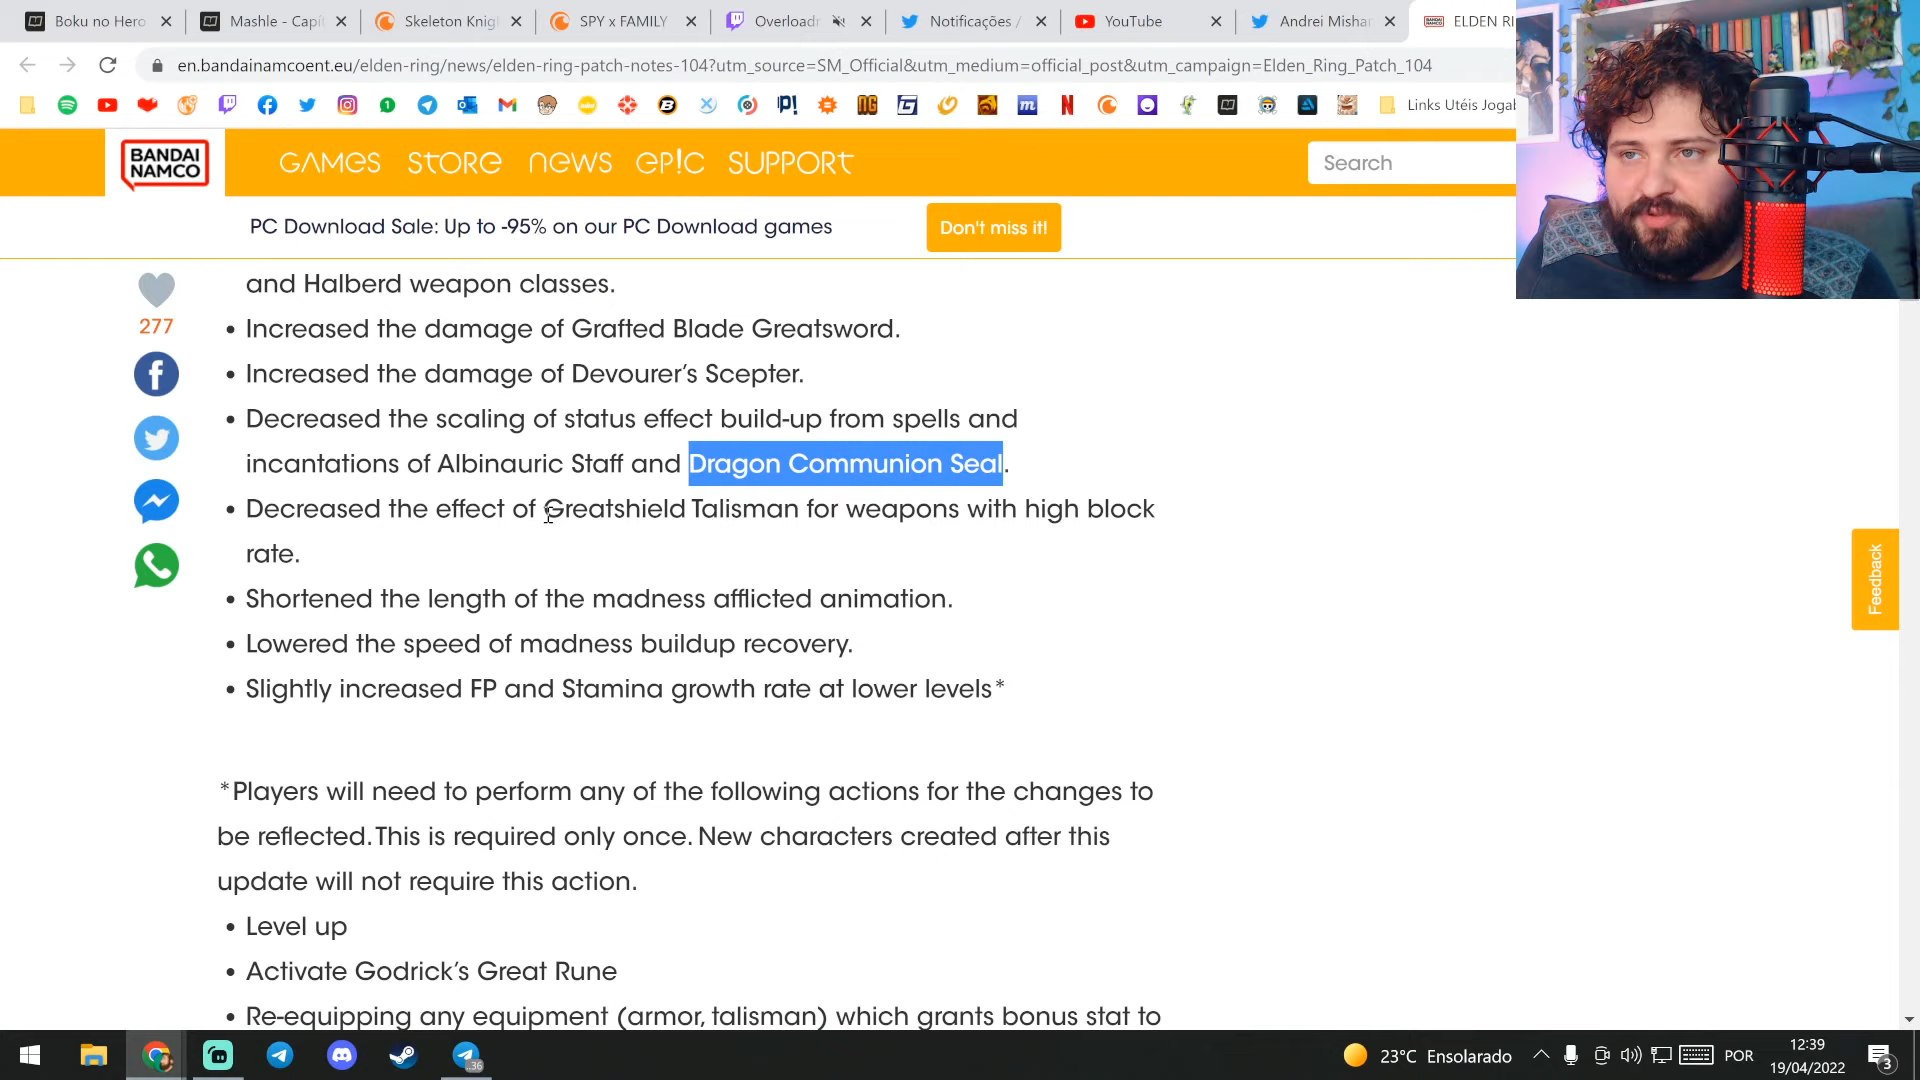 Boku no Hero
Mashle - Capí
Skeleton Knig
SPY x FAMILY
Overload
Notificações /
YouTube
Andrei Misha
ELDEN RI
en.bandainamcoent.eu/elden-ring/news/elden-ring-patch-notes-104?utm_source=SM_Official&utm_medium=official_post&utm_campaign=Elden_Ring_Patch_104
Links Utéis Jogab
BANDAI
NAMCO
GAMES STORE NEWS EP!C SUPPORT
Search
PC Download Sale: Up to -95% on our PC Download games
Don't miss it!
277
and Halberd weapon classes.
• Increased the damage of Grafted Blade Greatsword.
• Increased the damage of Devourer’s Scepter.
• Decreased the scaling of status effect build-up from spells and
incantations of Albinauric Staff and Dragon Communion Seal.
• Decreased the effect of Greatshield Talisman for weapons with high block
rate.
• Shortened the length of the madness afflicted animation.
• Lowered the speed of madness buildup recovery.
• Slightly increased FP and Stamina growth rate at lower levels*
*Players will need to perform any of the following actions for the changes to
be reflected. This is required only once. New characters created after this
update will not require this action.
• Level up
• Activate Godrick’s Great Rune
• Re-equipping any equipment (armor, talisman) which grants bonus stat to
Feedback
36
23°C Ensolarado
POR
12:39
19/04/2022
3